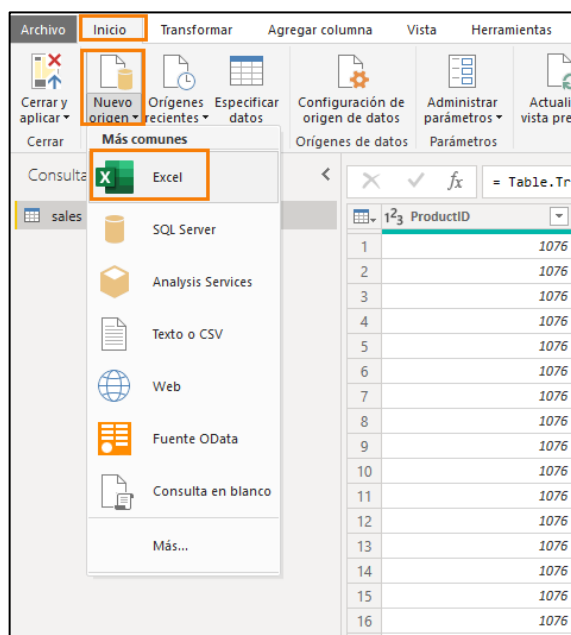 Archivo Inicio Transformar Agregar columna Vista Herramientas
Cerrar y aplicar
Nuevo origen
Orígenes recientes
Especificar datos
Configuración de origen de datos
Administrar parámetros
Cerrar
Orígenes de datos
Parámetros
Más comunes
Excel
SQL Server
Analysis Services
Texto o CSV
Web
Fuente OData
Consulta en blanco
Más...
sales
fx = Table.Tr
1²3 ProductID
1 1076
2 1076
3 1076
4 1076
5 1076
6 1076
7 1076
8 1076
9 1076
10 1076
11 1076
12 1076
13 1076
14 1076
15 1076
16 1076